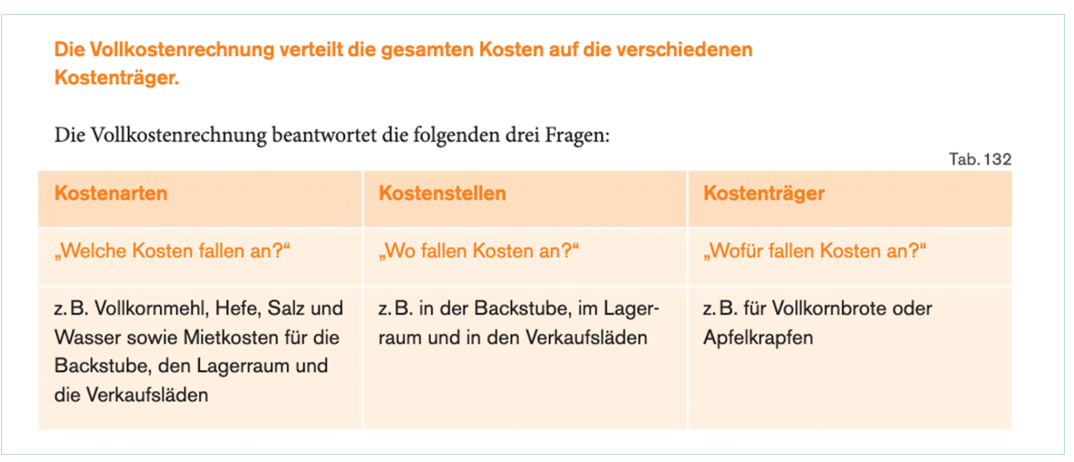 Die Vollkostenrechnung verteilt die gesamten Kosten auf die verschiedenen
Kostenträger.
Die Vollkostenrechnung beantwortet die folgenden drei Fragen:
Tab. 132
Kostenarten
Kostenstellen
Kostenträger
„Welche Kosten fallen an?“
„Wo fallen Kosten an?“
„Wofür fallen Kosten an?“
z. B. Vollkornmehl, Hefe, Salz und
Wasser sowie Mietkosten für die
Backstube, den Lagerraum und
die Verkaufsläden
z. B. in der Backstube, im Lager-
raum und in den Verkaufsläden
z. B. für Vollkornbrote oder
Apfelkrapfen